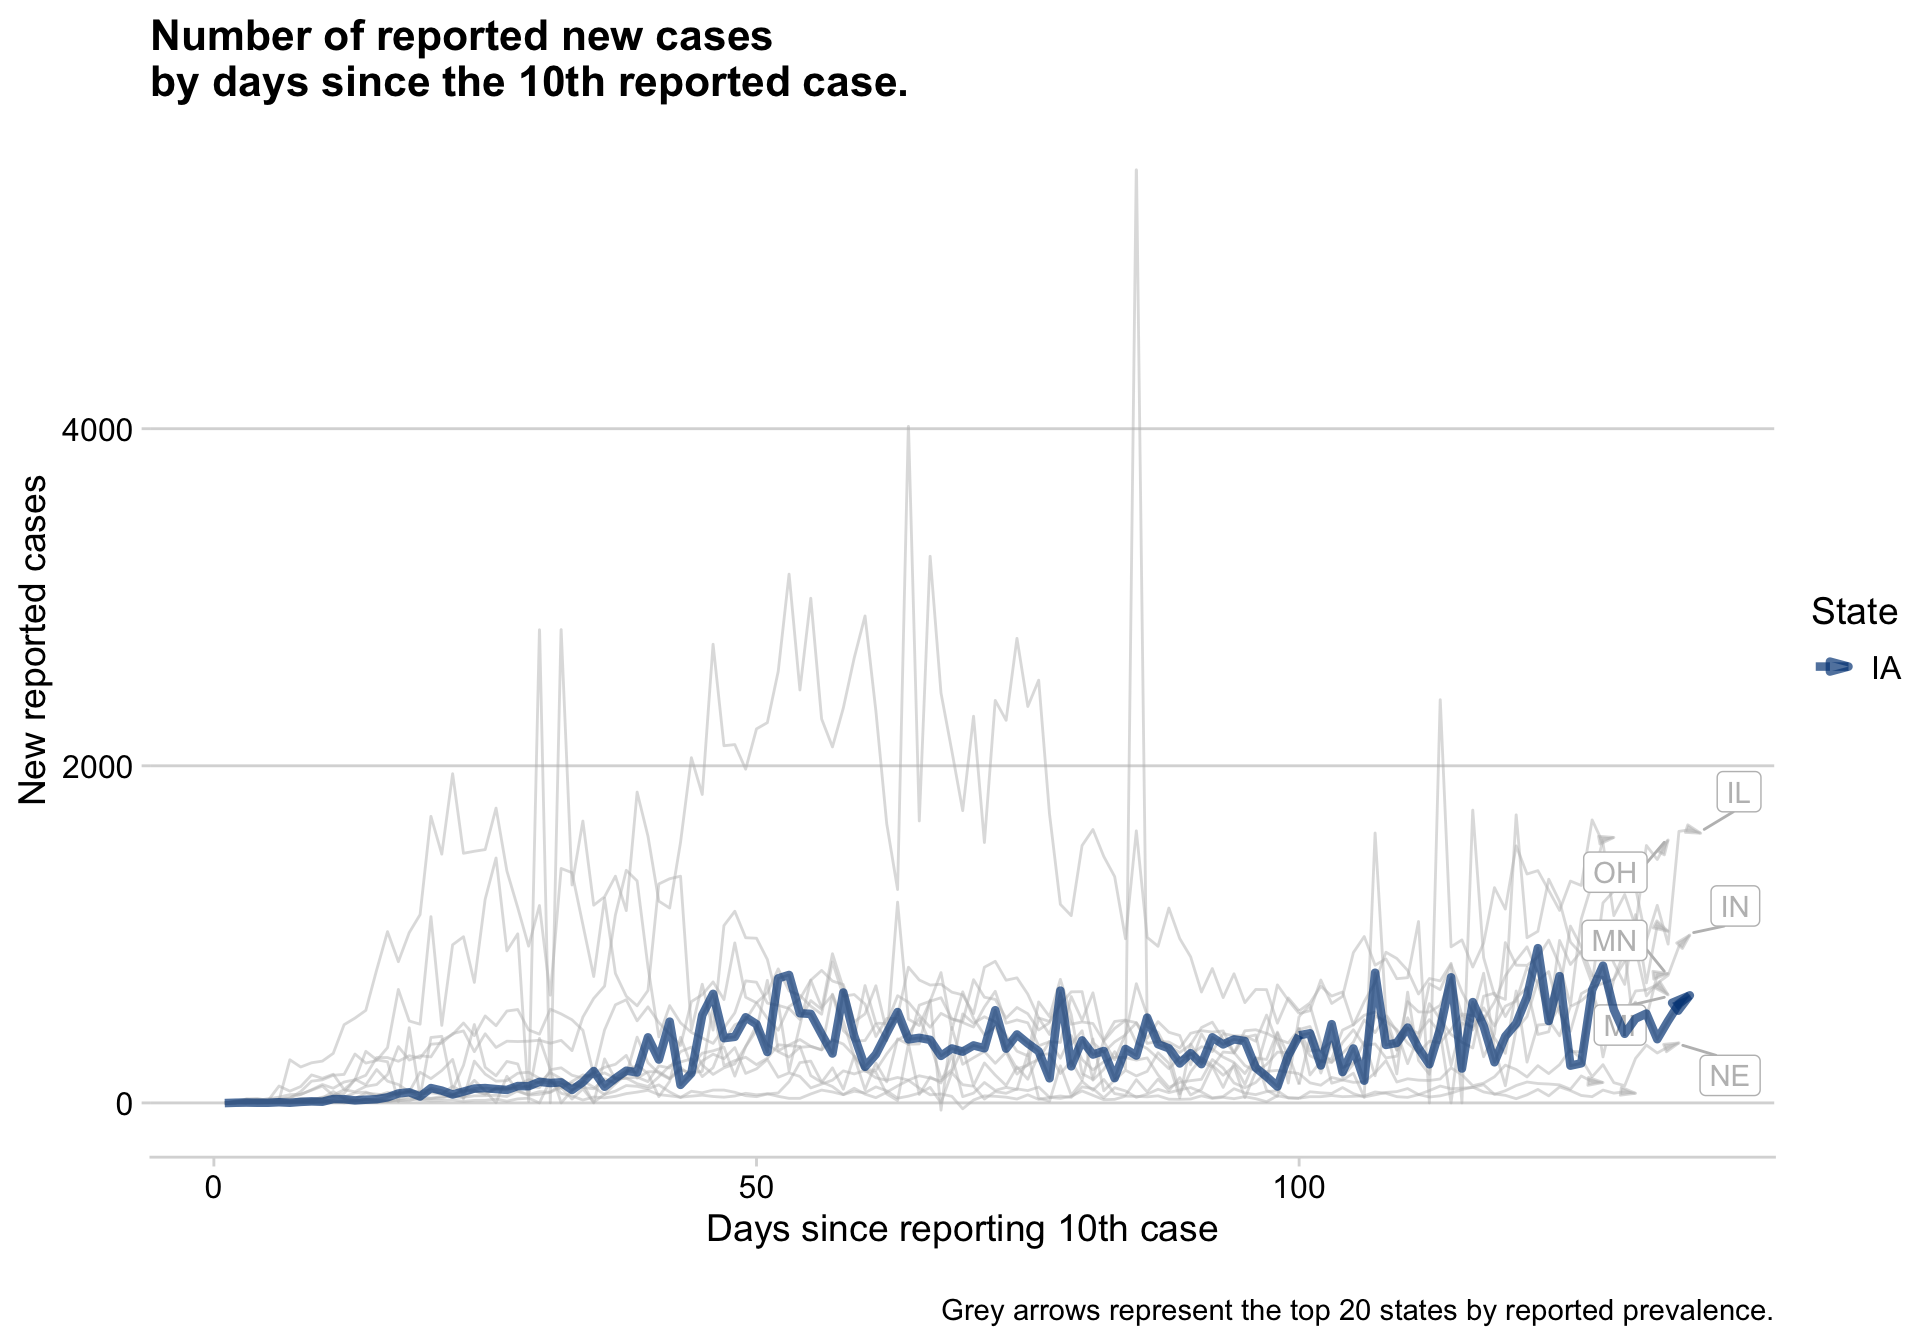 Number of reported new cases
by days since the 10th reported case.
New reported cases
4000
2000
0
0
50
100
Days since reporting 10th case
IL
OH
IN
MN
NE
State
IA
Grey arrows represent the top 20 states by reported prevalence.